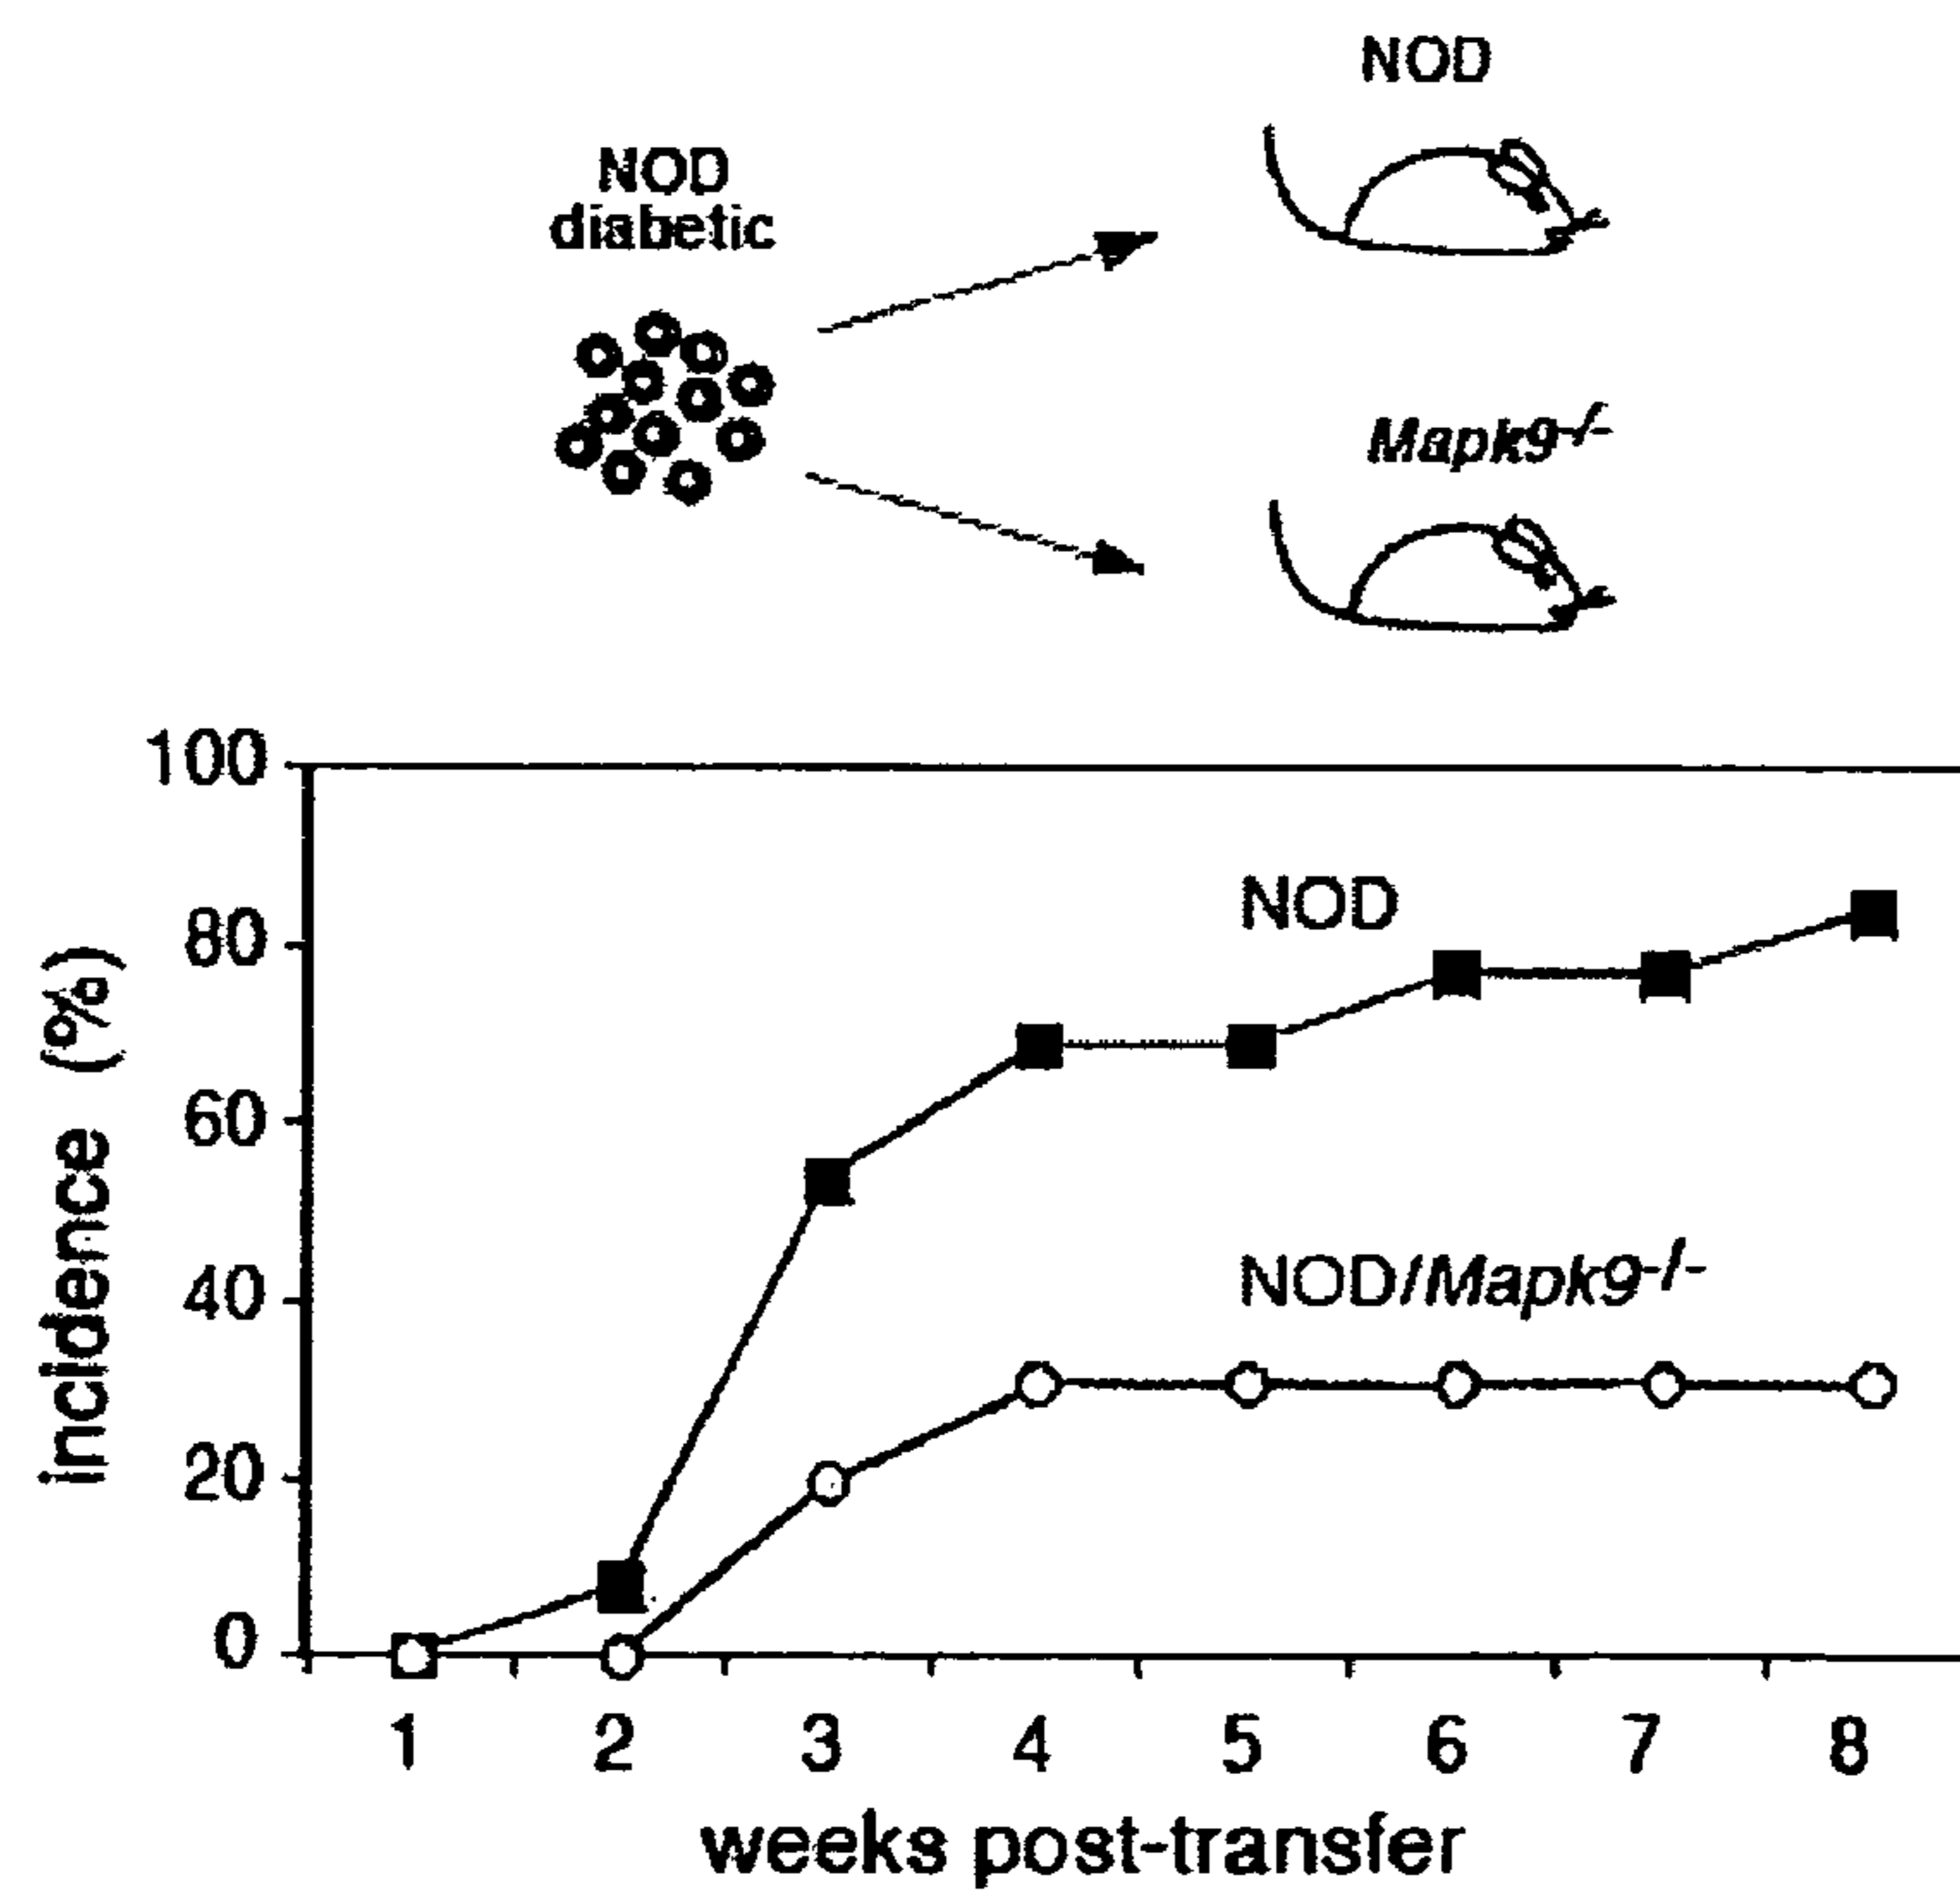 NOD
NOD
diabetic
Mapk9-/-
100
80
60
40
20
0
incidence (%)
NOD
NOD/Mapk9-/-
1 2 3 4 5 6 7 8
weeks post-transfer